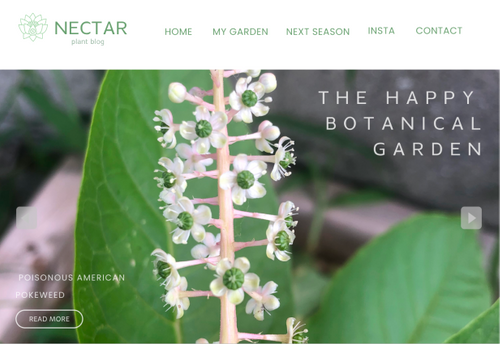 NECTAR
plant blog
HOME MY GARDEN NEXT SEASON INSTA CONTACT
THE HAPPY
BOTANICAL
GARDEN
POISONOUS AMERICAN
POKEWEED
READ MORE